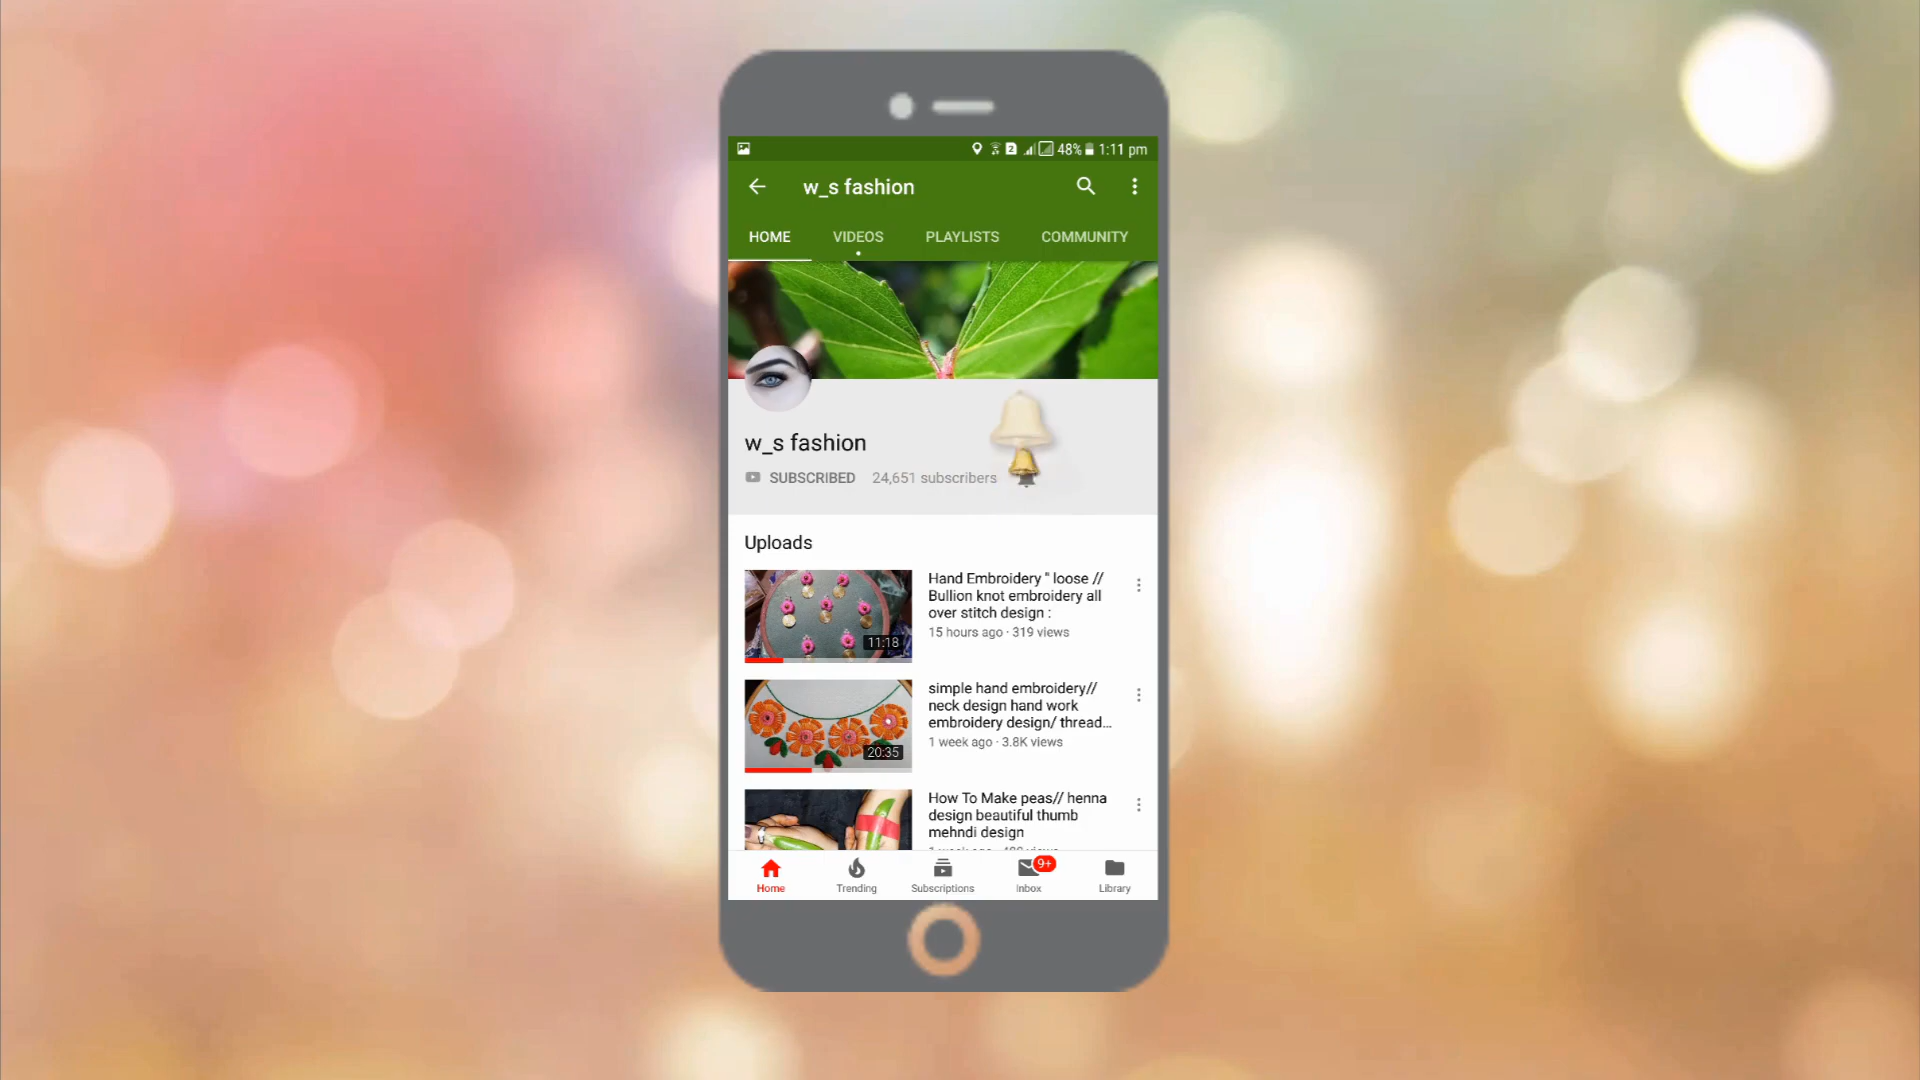 48% 1:11 pm
w_s fashion
HOME VIDEOS PLAYLISTS COMMUNITY
w_s fashion
SUBSCRIBED 24,651 subscribers
Uploads
Hand Embroidery " loose //
Bullion knot embroidery all
over stitch design :
15 hours ago · 319 views
11:18
simple hand embroidery//
neck design hand work
embroidery design/ thread...
1 week ago · 3.8K views
20:35
How To Make peas// henna
design beautiful thumb
mehndi design
9+
Home Trending Subscriptions Inbox Library